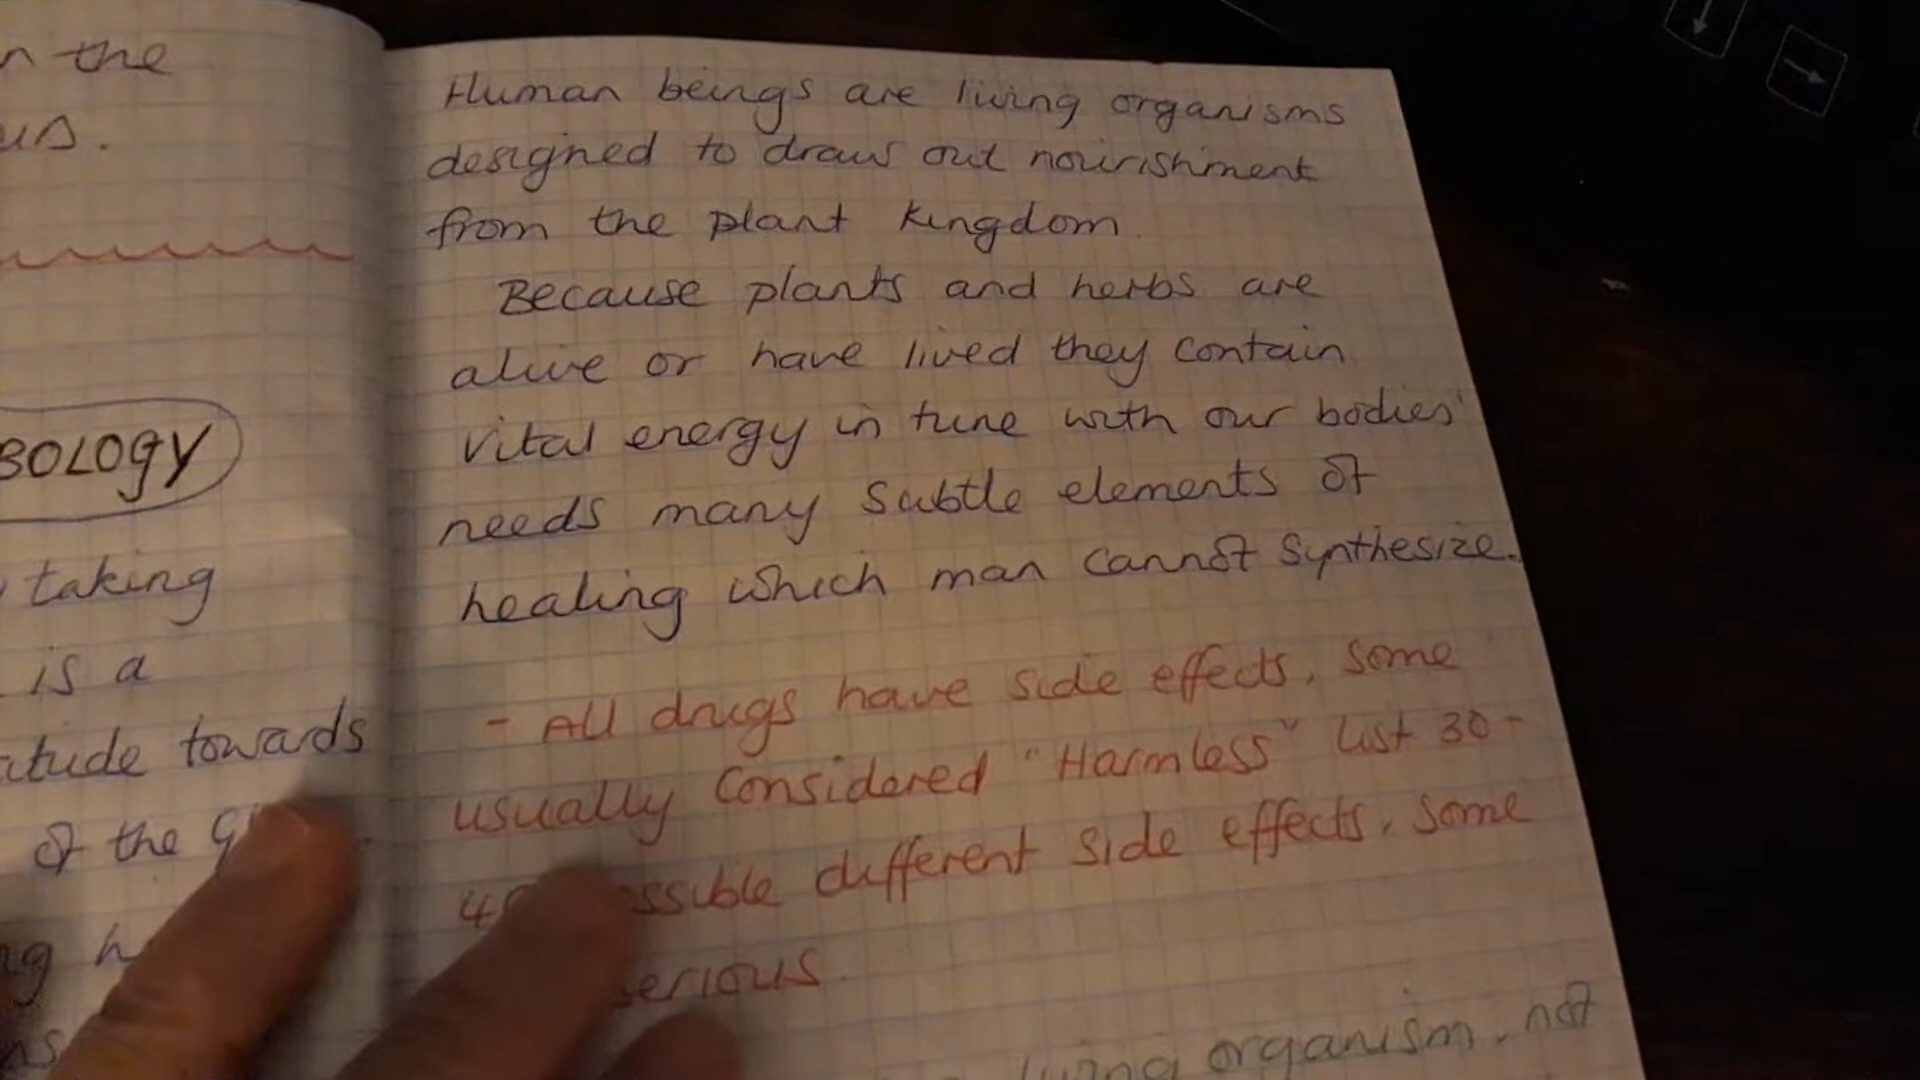 n the
us.
BOLOGY
taking
is a
towards
of the
Human beings are living organisms
designed to draw out nourishment
from the plant kingdom.
Because plants and herbs are
alive or have lived they contain
vital energy in tune with our bodies'
needs many subtle elements of
healing which man cannot synthesize.
- All drugs have side effects, some
usually considered "Harmless" list 30-
different side effects, some
serious.
organism, not